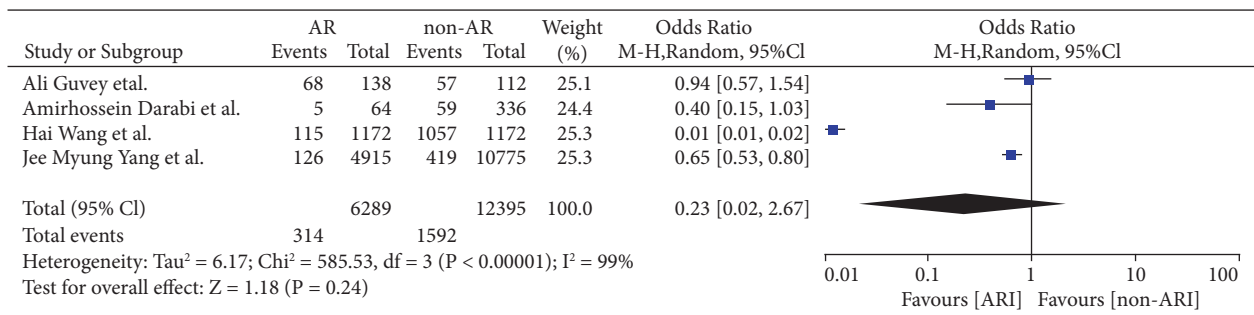 AR non-AR Weight Odds Ratio Odds Ratio
Study or Subgroup Events Total Events Total (%) M-H,Random, 95%Cl M-H,Random, 95%Cl
Ali Guvey etal. 68 138 57 112 25.1 0.94 [0.57, 1.54]
Amirhossein Darabi et al. 5 64 59 336 24.4 0.40 [0.15, 1.03]
Hai Wang et al. 115 1172 1057 1172 25.3 0.01 [0.01, 0.02]
Jee Myung Yang et al. 126 4915 419 10775 25.3 0.65 [0.53, 0.80]
Total (95% Cl) 6289 12395 100.0 0.23 [0.02, 2.67]
Total events 314 1592
Heterogeneity: Tau² = 6.17; Chi² = 585.53, df = 3 (P < 0.00001); I² = 99%
Test for overall effect: Z = 1.18 (P = 0.24)
0.01 0.1 1 10 100
Favours [ARI] Favours [non-ARI]